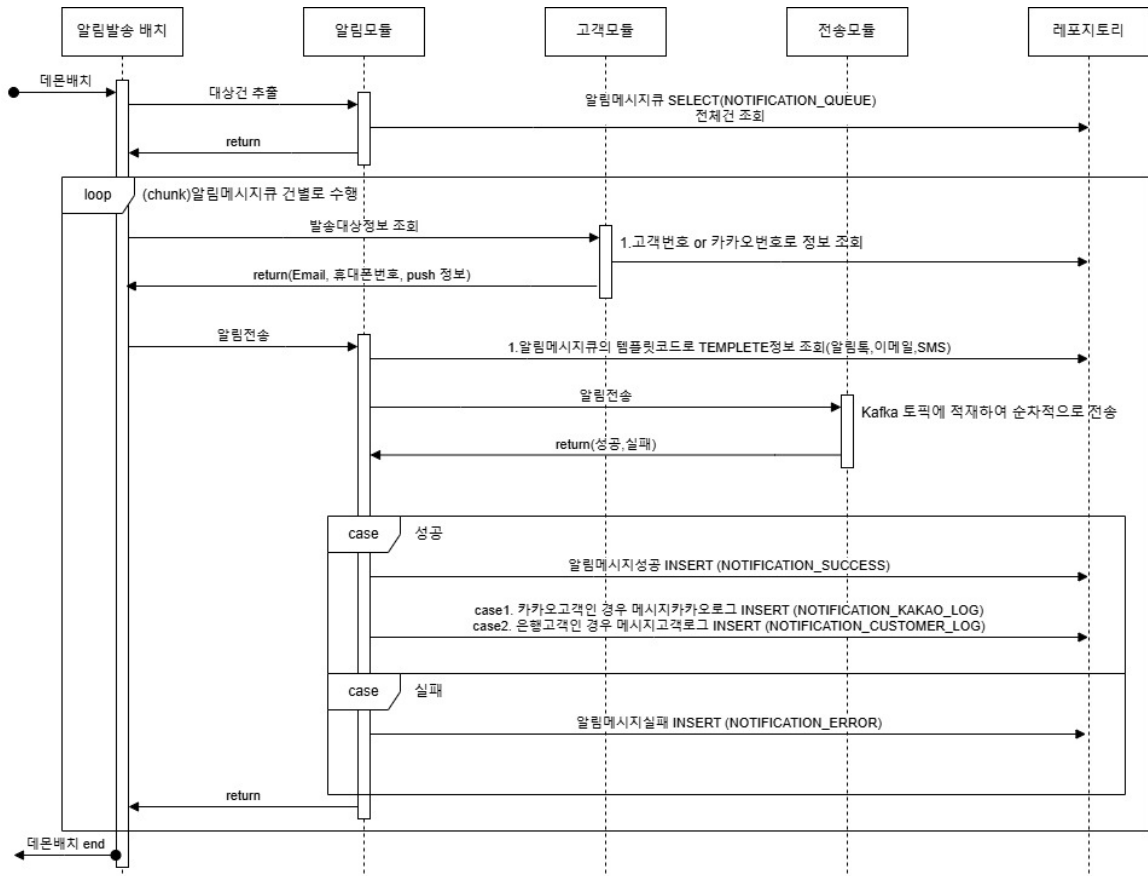 알림발송 배치
알림모듈
고객모듈
전송모듈
레포지토리
데몬배치
대상건 추출
알림메시지큐 SELECT(NOTIFICATION_QUEUE)
전체건 조회
return
loop
(chunk)알림메시지큐 건별로 수행
발송대상정보 조회
1.고객번호 or 카카오번호로 정보 조회
return(Email, 휴대폰번호, push 정보)
알림전송
1.알림메시지큐의 템플릿코드로 TEMPLETE정보 조회(알림톡,이메일,SMS)
알림전송
Kafka 토픽에 적재하여 순차적으로 전송
return(성공,실패)
case
성공
알림메시지성공 INSERT (NOTIFICATION_SUCCESS)
case1. 카카오고객인 경우 메시지카카오로그 INSERT (NOTIFICATION_KAKAO_LOG)
case2. 은행고객인 경우 메시지고객로그 INSERT (NOTIFICATION_CUSTOMER_LOG)
case
실패
알림메시지실패 INSERT (NOTIFICATION_ERROR)
return
데몬배치 end